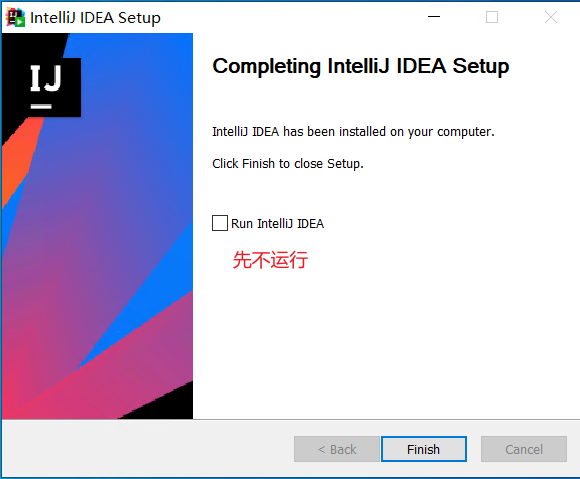 IntelliJ IDEA Setup
IJ
Completing IntelliJ IDEA Setup
IntelliJ IDEA has been installed on your computer.
Click Finish to close Setup.
Run IntelliJ IDEA
先不运行
< Back
Finish
Cancel